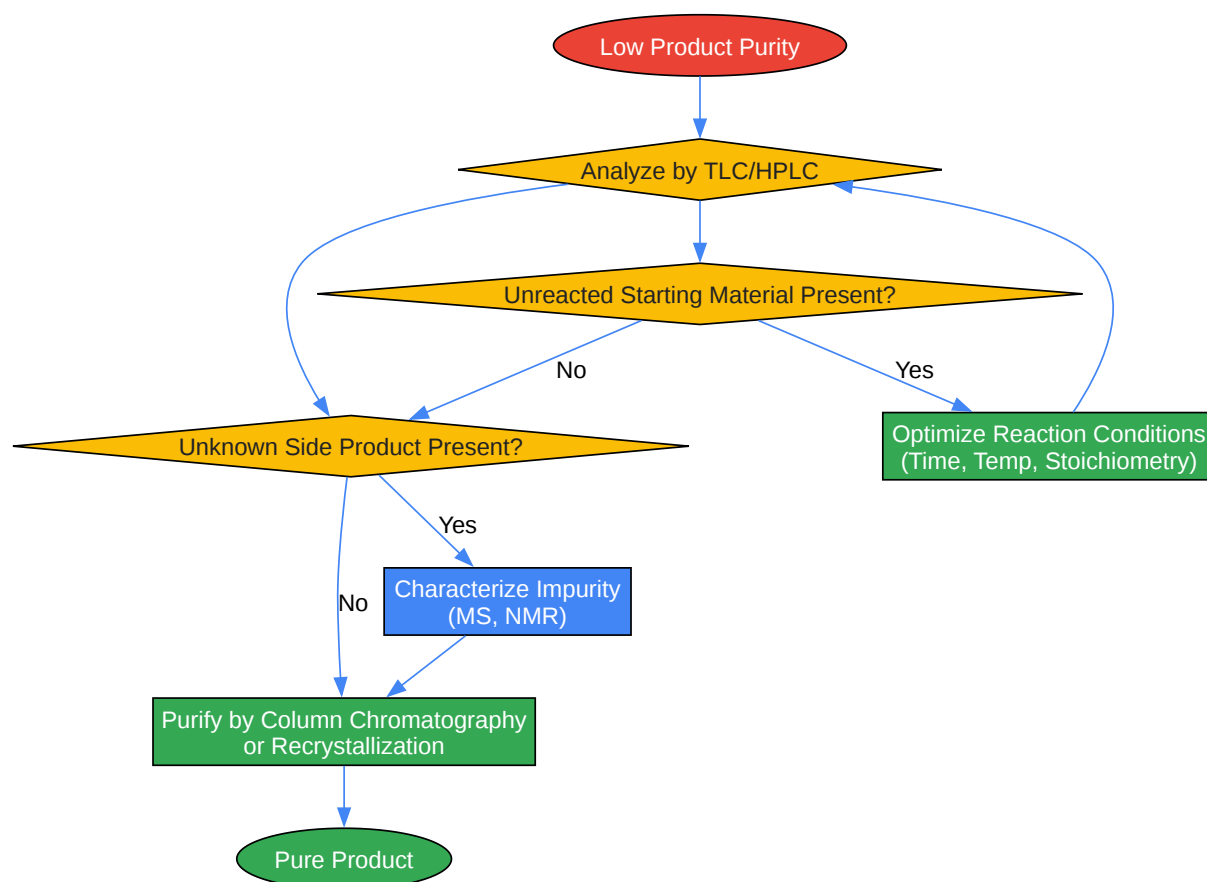 Low Product Purity
Analyze by TLC/HPLC
Unreacted Starting Material Present?
No
Yes
Optimize Reaction Conditions
(Time, Temp, Stoichiometry)
Unknown Side Product Present?
Yes
No
Characterize Impurity
(MS, NMR)
Purify by Column Chromatography
or Recrystallization
Pure Product